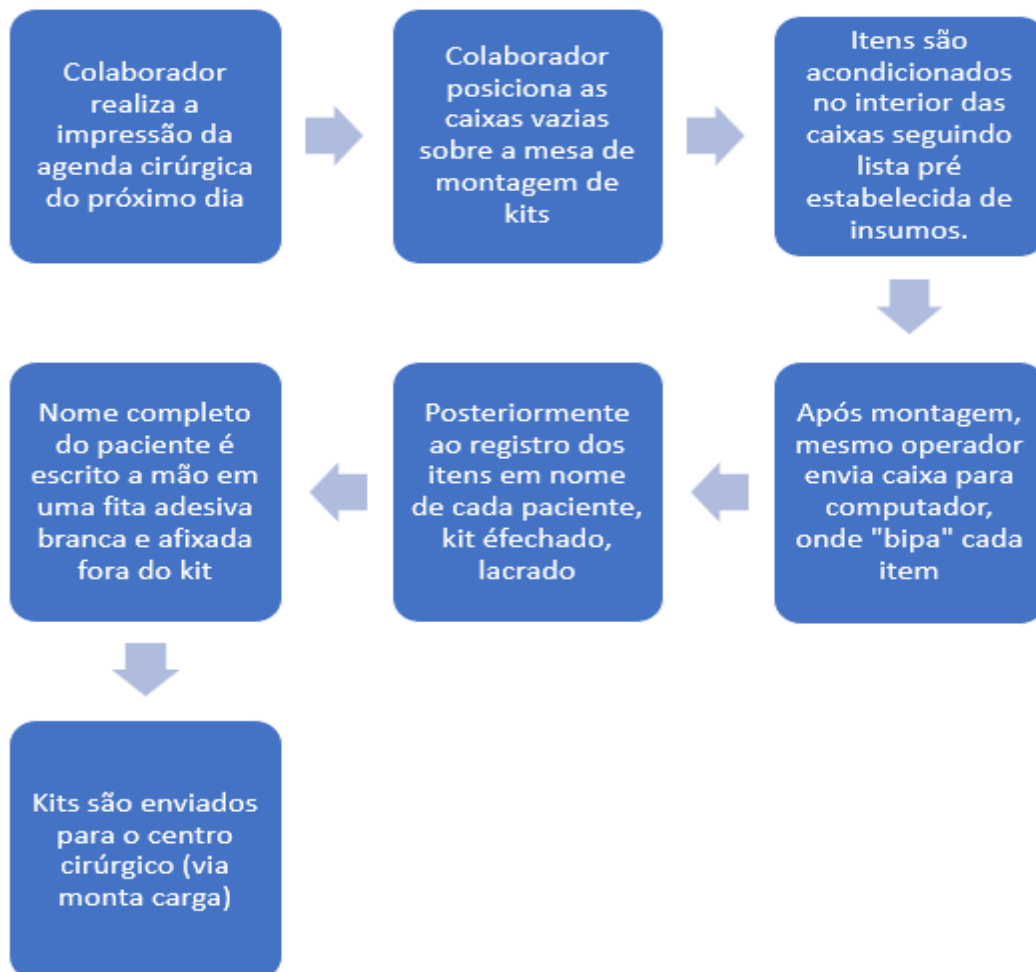 Colaborador
realiza a
impressão da
agenda cirúrgica
do próximo dia
Colaborador
posiciona as
caixas vazias
sobre a mesa de
montagem de
kits
Itens são
acondicionados
no interior das
caixas seguindo
lista pré
estabelecida de
insumos.
Após montagem,
mesmo operador
envia caixa para
computador,
onde "bipa" cada
item
Posteriormente
ao registro dos
itens em nome
de cada paciente,
kit éfechado,
lacrado
Nome completo
do paciente é
escrito a mão em
uma fita adesiva
branca e afixada
fora do kit
Kits são enviados
para o centro
cirúrgico (via
monta carga)